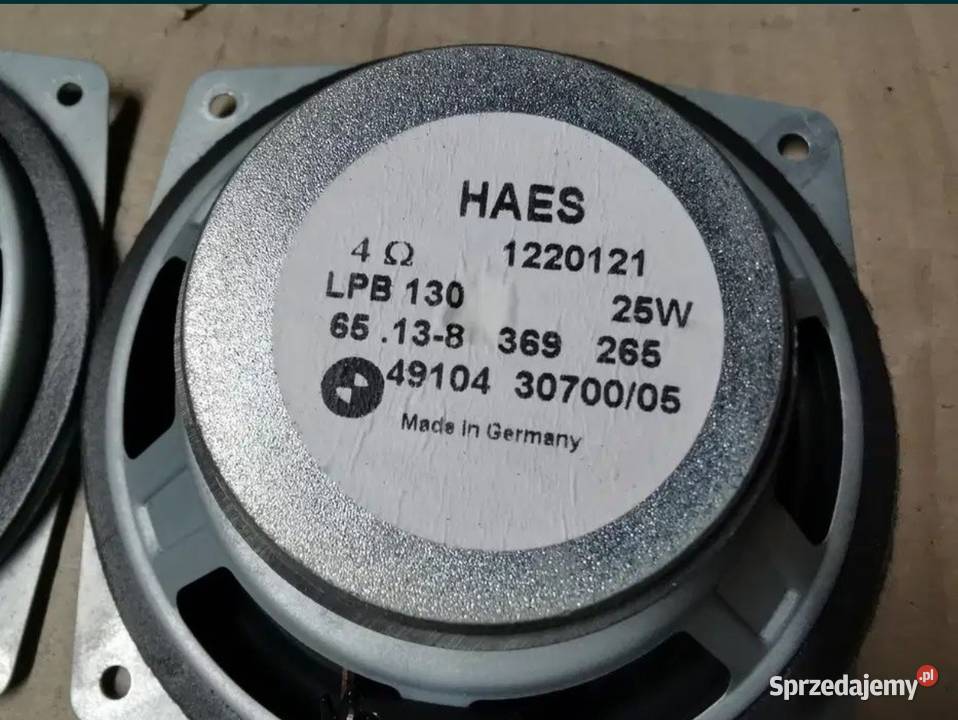 HAES
4 Ω 1220121
LPB 130 25W
65 .13-8 369 265
49104 30700/05
Made in Germany
Sprzedajemy.pl